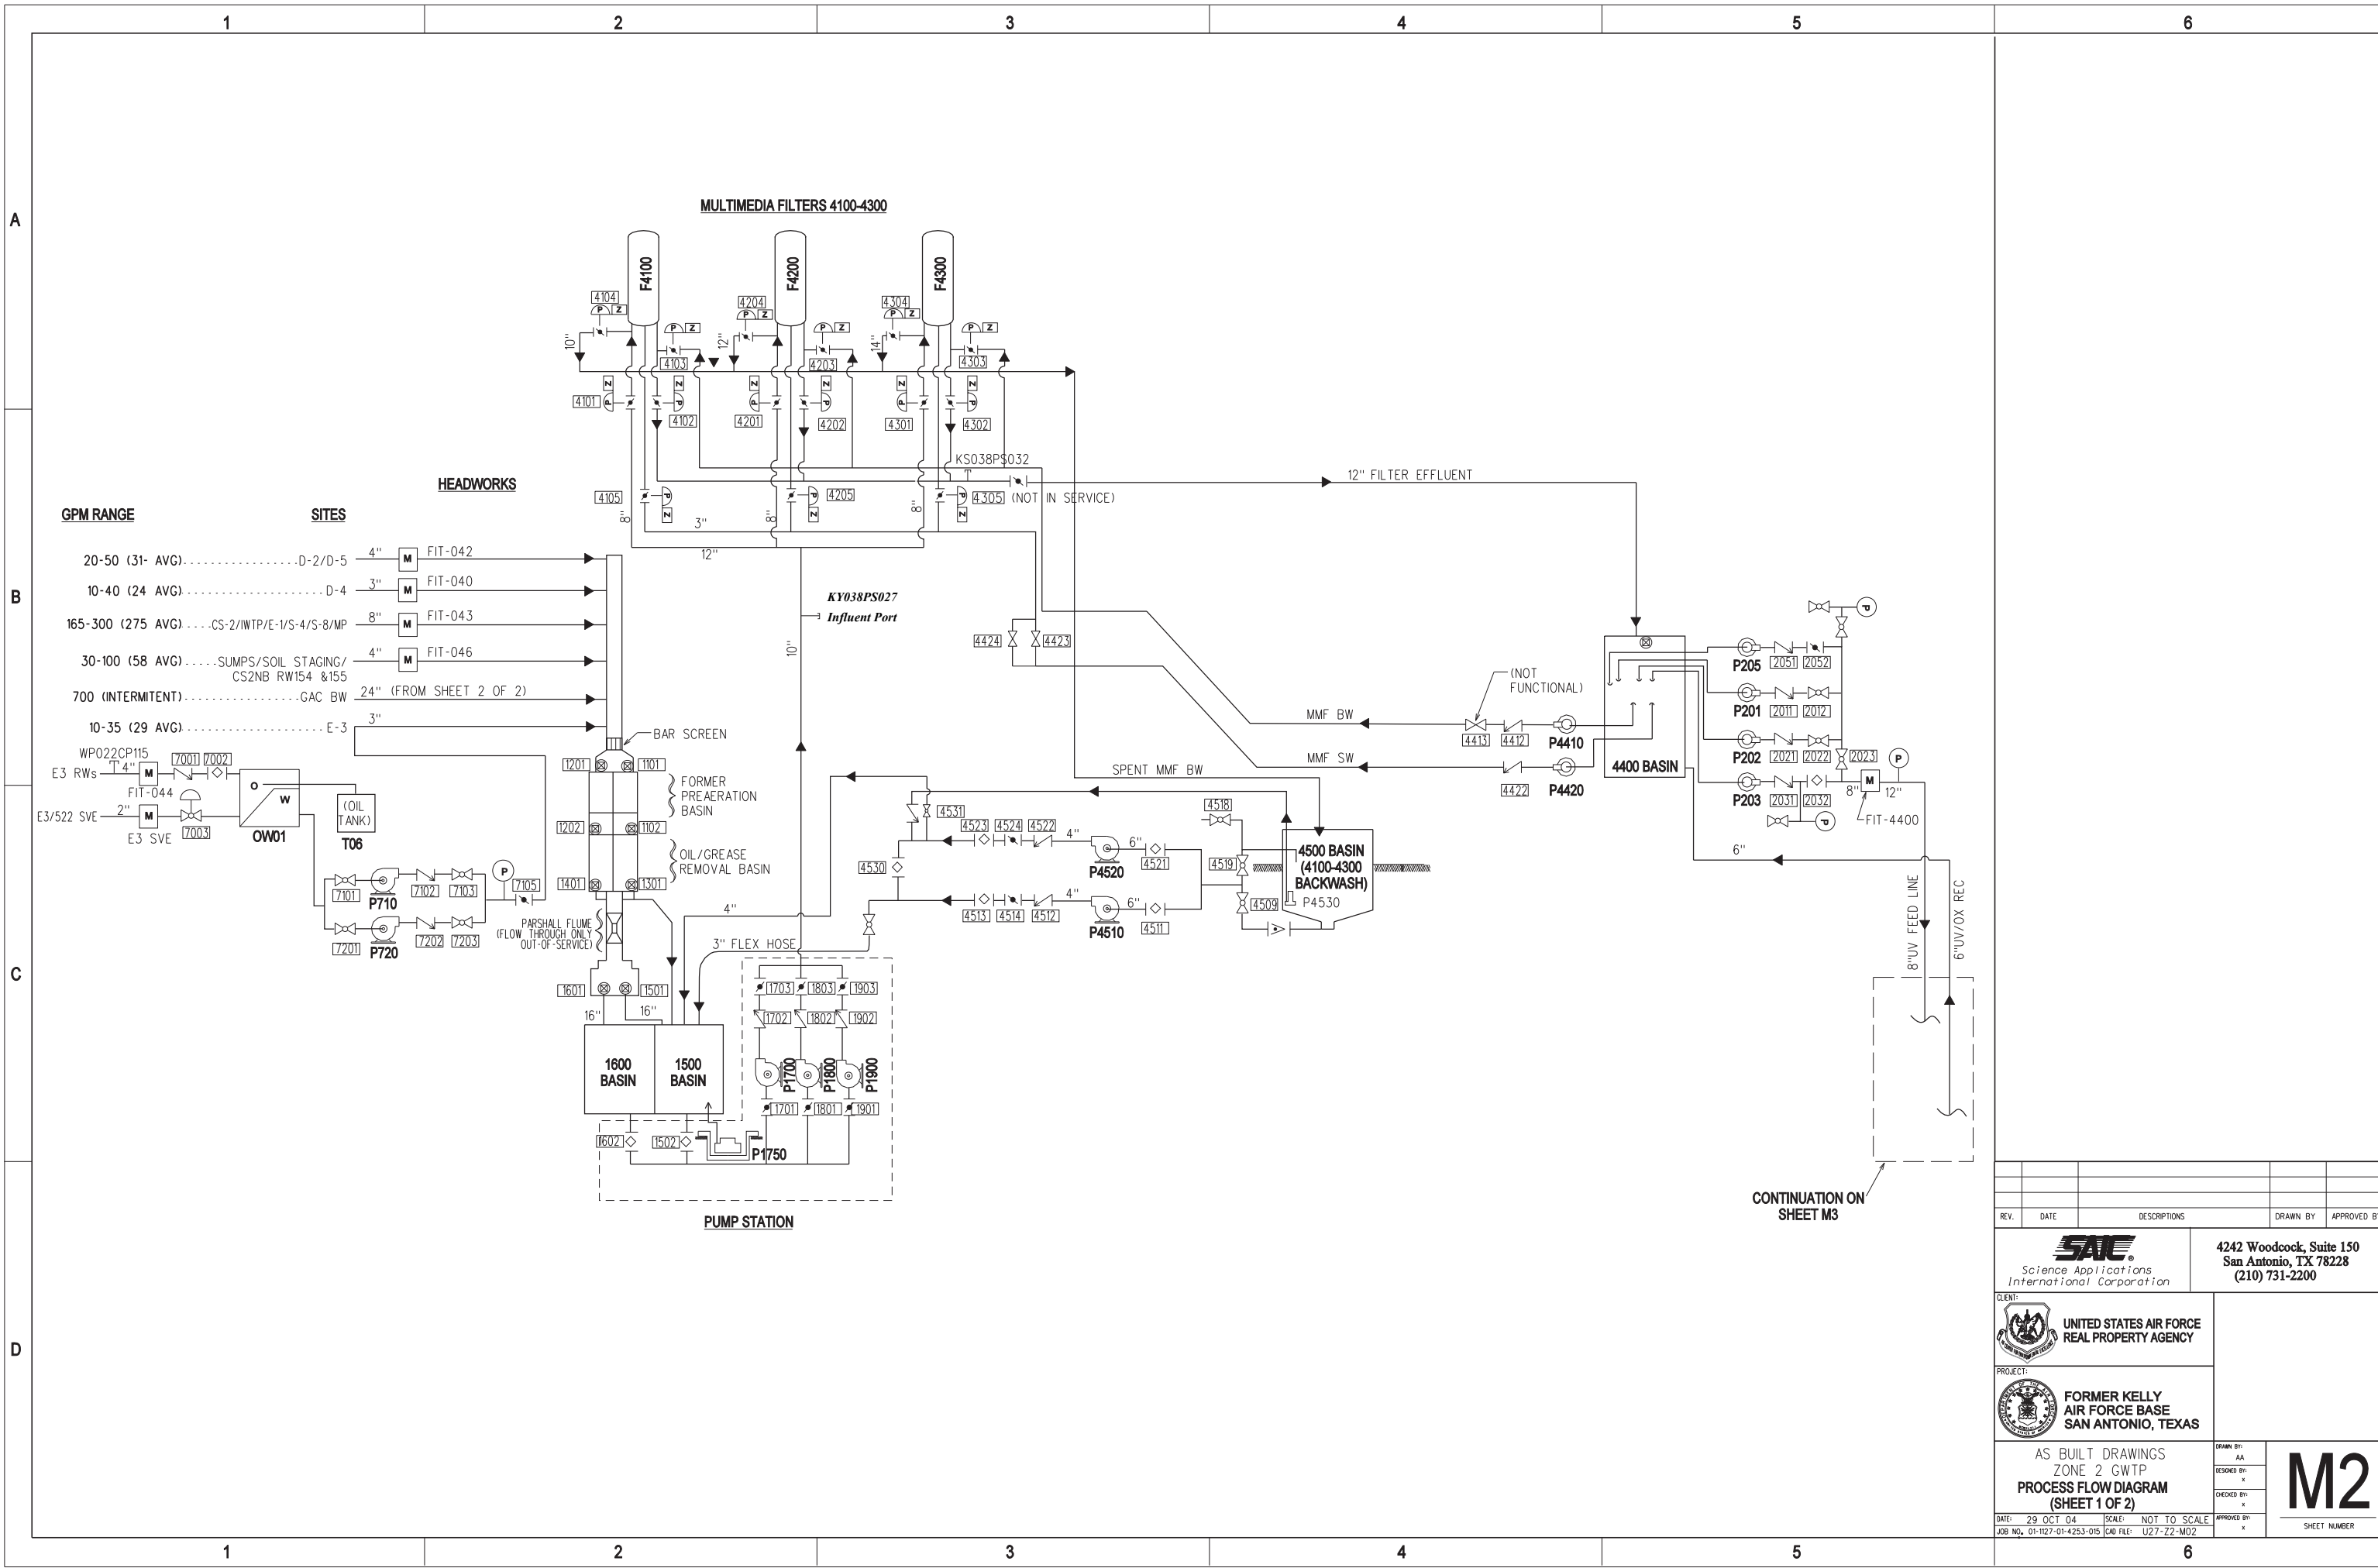 1 2 3 4 5 6
A
B
C
D
MULTIMEDIA FILTERS 4100-4300
F4100
F4200
F4300
4104
P Z
4204
P Z
4304
P Z
10"
12"
14"
P Z
4103
P Z
4203
P Z
4303
Z
P
4101
Z
P
4102
Z
P
4201
Z
P
4202
Z
P
4301
Z
P
4302
KS038PS032
4105
P
Z
4205
P
Z
4305 (NOT IN SERVICE)
P
Z
8"
8"
8"
3"
12"
12" FILTER EFFLUENT
HEADWORKS
GPM RANGE
SITES
20-50 (31- AVG)................D-2/D-5 4" M FIT-042
10-40 (24 AVG)...................D-4 3" M FIT-040
165-300 (275 AVG)....CS-2/IWTP/E-1/S-4/S-8/MP 8" M FIT-043
30-100 (58 AVG).....SUMPS/SOIL STAGING/ 4" M FIT-046
CS2NB RW154 &155
700 (INTERMITENT)................GAC BW 24" (FROM SHEET 2 OF 2)
10-35 (29 AVG)...................E-3 3"
WP022CP115
E3 RWs T 4" M 7001 7002
FIT-044
E3/522 SVE 2" M
E3 SVE
7003
O
W
OW01
(OIL
TANK)
T06
7101
P710
7102
7103
P
7105
7201
P720
7202
7203
BAR SCREEN
1201
1101
FORMER
PREAERATION
BASIN
1202
1102
OIL/GREASE
REMOVAL BASIN
1401
1301
PARSHALL FLUME
(FLOW THROUGH ONLY
OUT-OF-SERVICE)
1601
1501
16"
16"
1600
BASIN
1500
BASIN
1602
1502
P1750
PUMP STATION
1703
1803
1903
1702
1802
1902
P1700
P1800
P1900
1701
1801
1901
4"
3" FLEX HOSE
10"
KY038PS027
Influent Port
4424
4423
(NOT
FUNCTIONAL)
MMF BW
4413
4412
P4410
MMF SW
4422
P4420
SPENT MMF BW
4531
4523
4524
4522
4"
P4520
6"
4521
4530
4513
4514
4512
4"
P4510
6"
4511
4518
4519
4509
4500 BASIN
(4100-4300
BACKWASH)
P4530
4400 BASIN
P205
2051
2052
P
P201
2011
2012
P202
2021
2022
2023
P
P203
2031
2032
P
M
8"
12"
FIT-4400
6"
8"UV FEED LINE
6"UV/OX REC
CONTINUATION ON
SHEET M3
REV. DATE DESCRIPTIONS DRAWN BY APPROVED B
SAIC ®
Science Applications
International Corporation
4242 Woodcock, Suite 150
San Antonio, TX 78228
(210) 731-2200
CLIENT:
UNITED STATES AIR FORCE
REAL PROPERTY AGENCY
PROJECT:
FORMER KELLY
AIR FORCE BASE
SAN ANTONIO, TEXAS
AS BUILT DRAWINGS
ZONE 2 GWTP
PROCESS FLOW DIAGRAM
(SHEET 1 OF 2)
DATE: 29 OCT 04 SCALE: NOT TO SCALE
JOB NO. 01-1127-01-4253-015 CAD FILE: U27-Z2-M02
DRAWN BY:
AA
DESIGNED BY:
x
CHECKED BY:
x
APPROVED BY:
x
M2
SHEET NUMBER
1 2 3 4 5 6